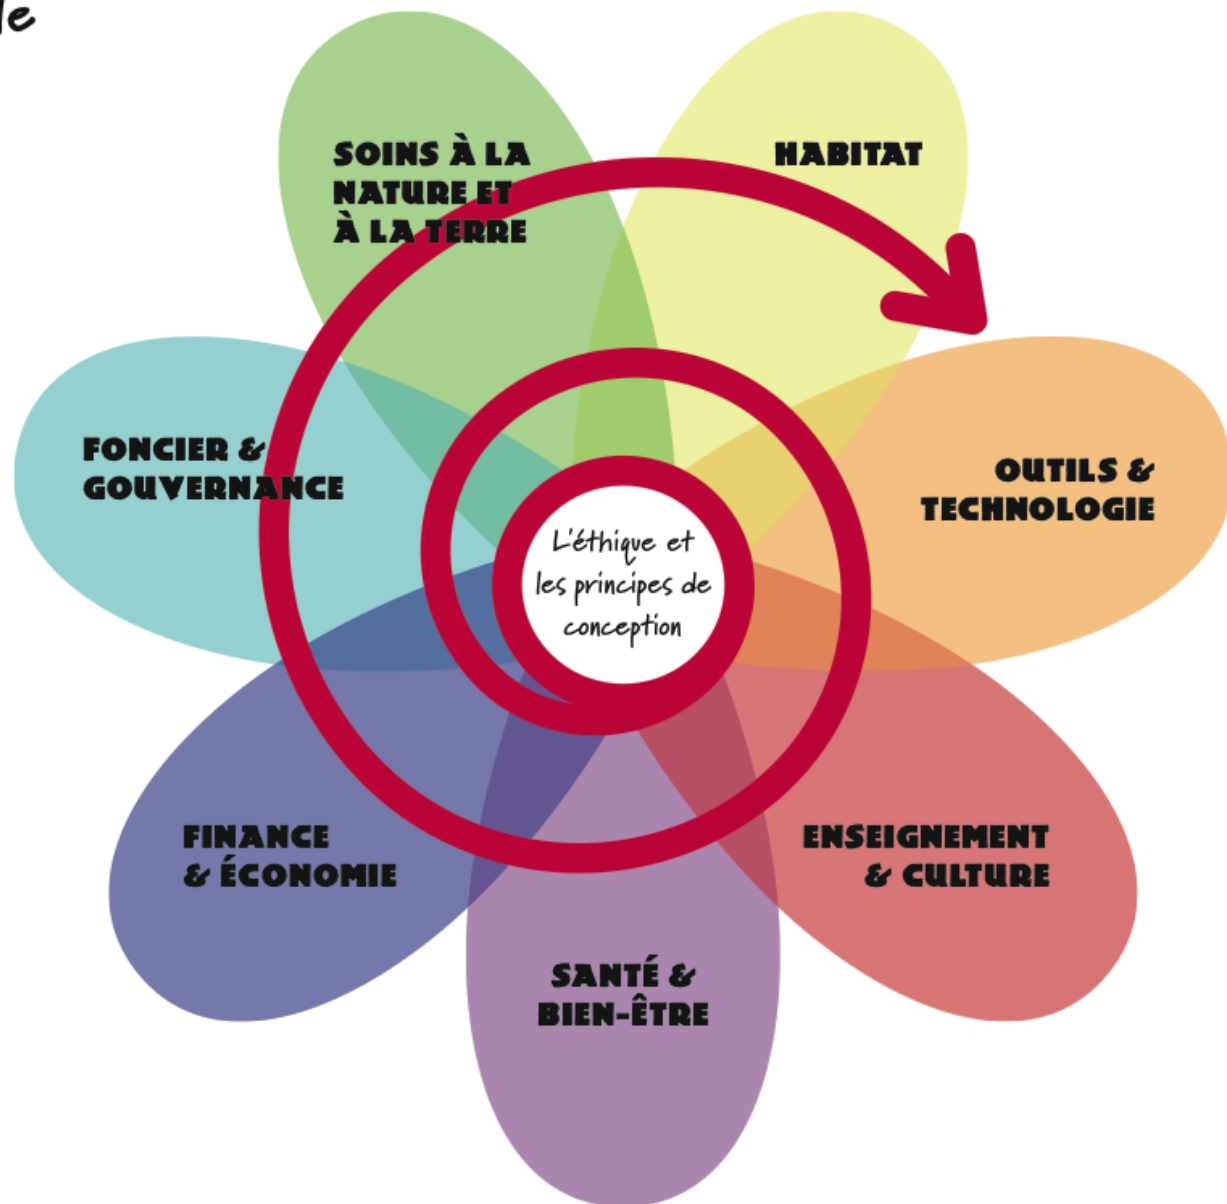 SOINS À LA
NATURE ET
À LA TERRE
HABITAT
FONCIER &
GOUVERNANCE
OUTILS &
TECHNOLOGIE
L'éthique et
les principes de
conception
FINANCE
& ÉCONOMIE
ENSEIGNEMENT
& CULTURE
SANTÉ &
BIEN-ÊTRE